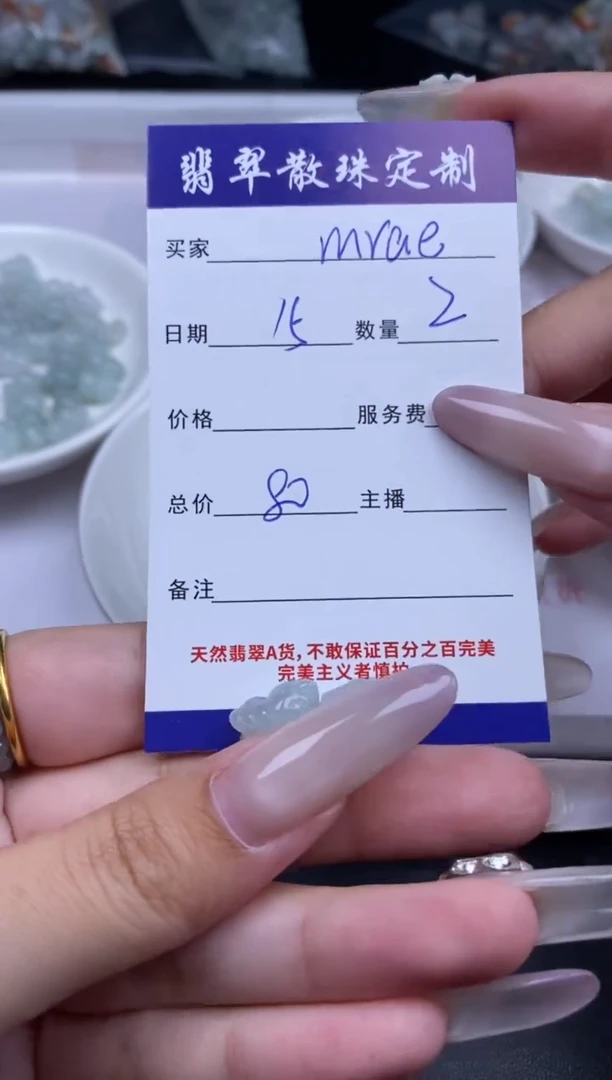 翡翠散珠定制
买家 mrae
日期 15 数量 2
价格 服务费
总价 80 主播
备注
天然翡翠A货,不敢保证百分之百完美
完美主义者慎拍